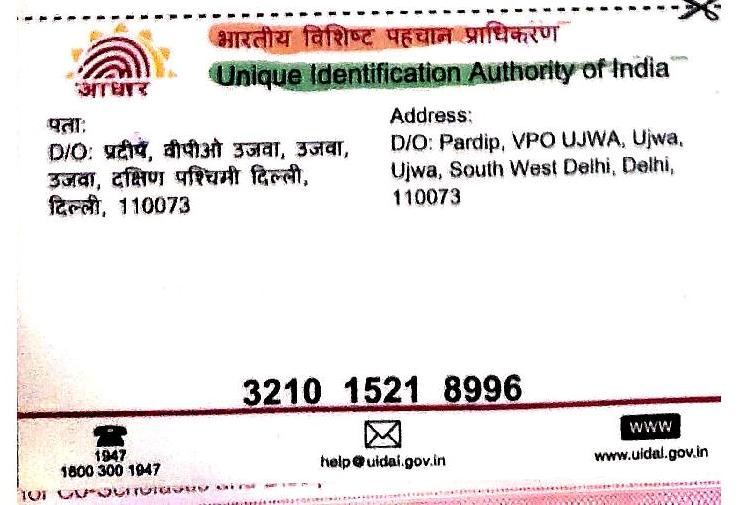 भारतीय विशिष्ट पहचान प्राधिकरण
Unique Identification Authority of India
आधार
पता:
D/O: प्रदीप, वीपीओ उजवा, उजवा,
उजवा, दक्षिण पश्चिमी दिल्ली,
दिल्ली, 110073
Address:
D/O: Pardip, VPO UJWA, Ujwa,
Ujwa, South West Delhi, Delhi,
110073
3210 1521 8996
1947
1800 300 1947
help@uidai.gov.in
www
www.uidai.gov.in